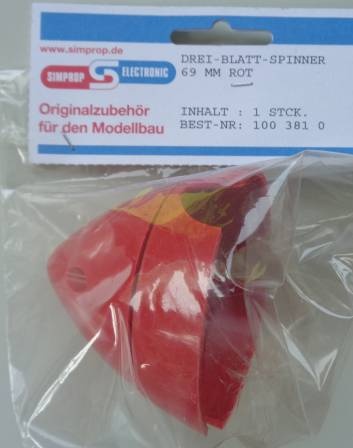 www.simprop.de
SIMPROP S ELECTRONIC
Originalzubehör
für den Modellbau
DREI-BLATT-SPINNER
69 MM ROT
INHALT : 1 STCK.
BEST-NR: 100 381 0